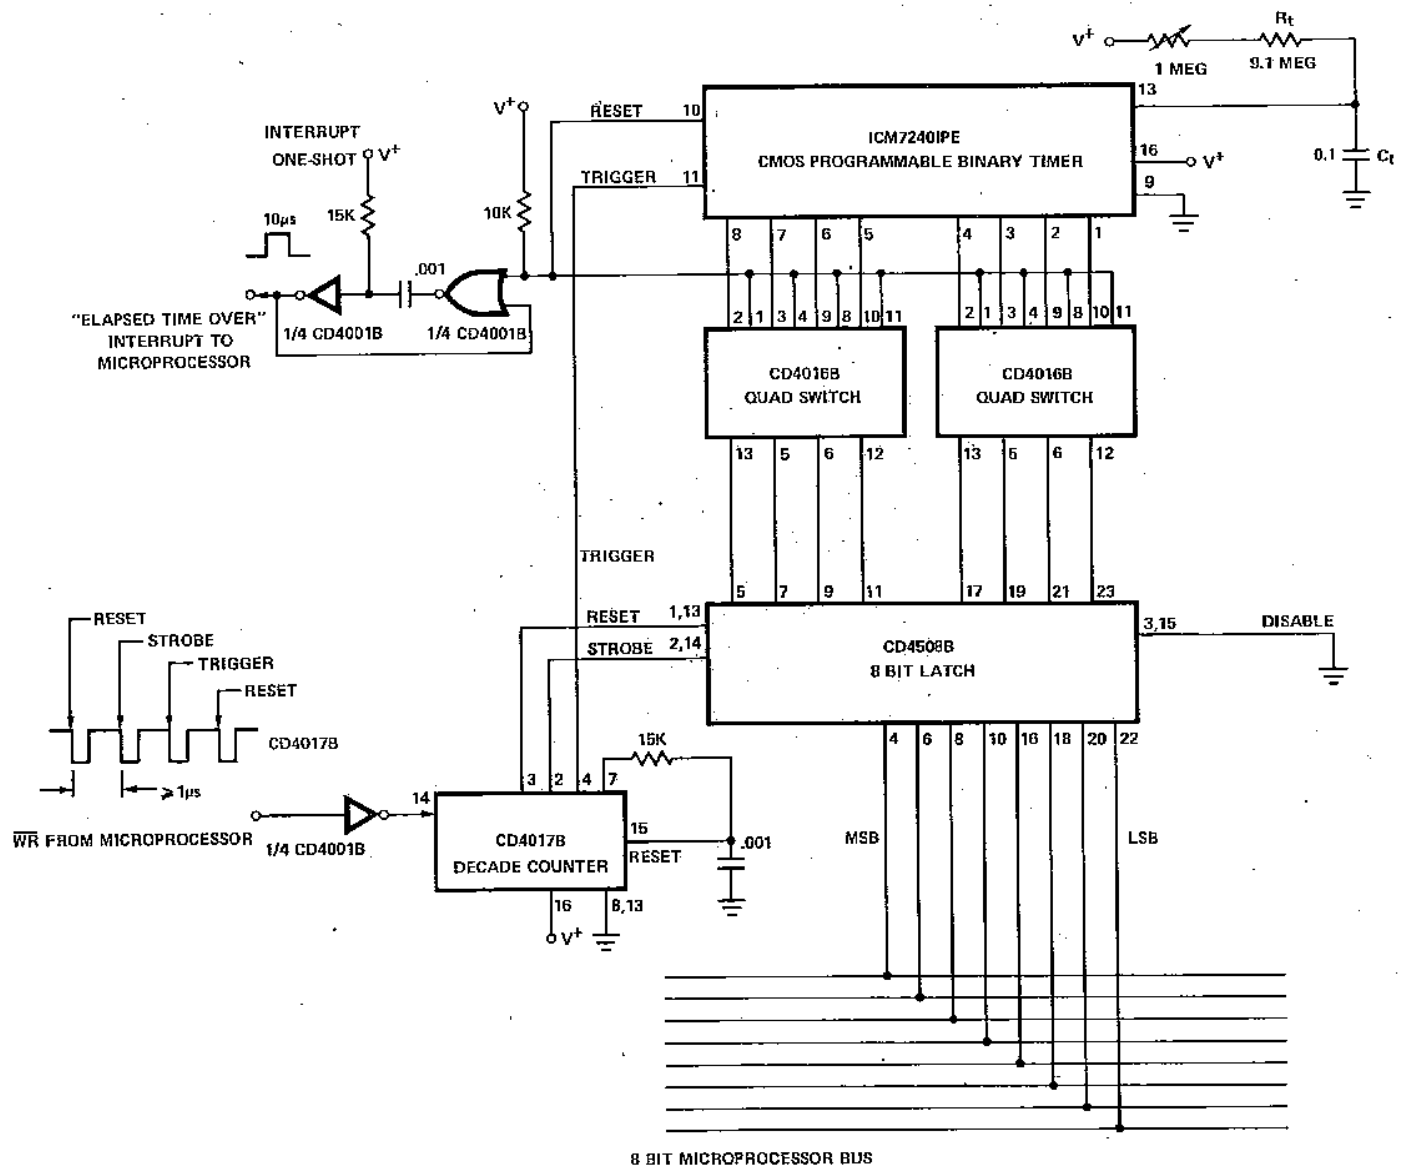 V+
1 MEG
Rt
9.1 MEG
13
0.1
Ct
16
V+
9
ICM7240IPE
CMOS PROGRAMMABLE BINARY TIMER
RESET
10
TRIGGER
11
8
7
6
5
4
3
2
1
V+
10K
INTERRUPT
ONE-SHOT
V+
15K
10µs
.001
1/4 CD4001B
1/4 CD4001B
"ELAPSED TIME OVER"
INTERRUPT TO
MICROPROCESSOR
2
1
3
4
9
8
10
11
2
1
3
4
9
8
10
11
CD4016B
QUAD SWITCH
CD4016B
QUAD SWITCH
13
5
6
12
13
5
6
12
TRIGGER
5
7
9
11
17
19
21
23
RESET
1,13
STROBE
2,14
CD4508B
8 BIT LATCH
3,15
DISABLE
4
6
8
10
16
18
20
22
MSB
LSB
RESET
STROBE
TRIGGER
RESET
CD4017B
⩾1µs
WR FROM MICROPROCESSOR
1/4 CD4001B
14
3
2
4
7
15K
CD4017B
DECADE COUNTER
15
RESET
.001
16
V+
8,13
8 BIT MICROPROCESSOR BUS